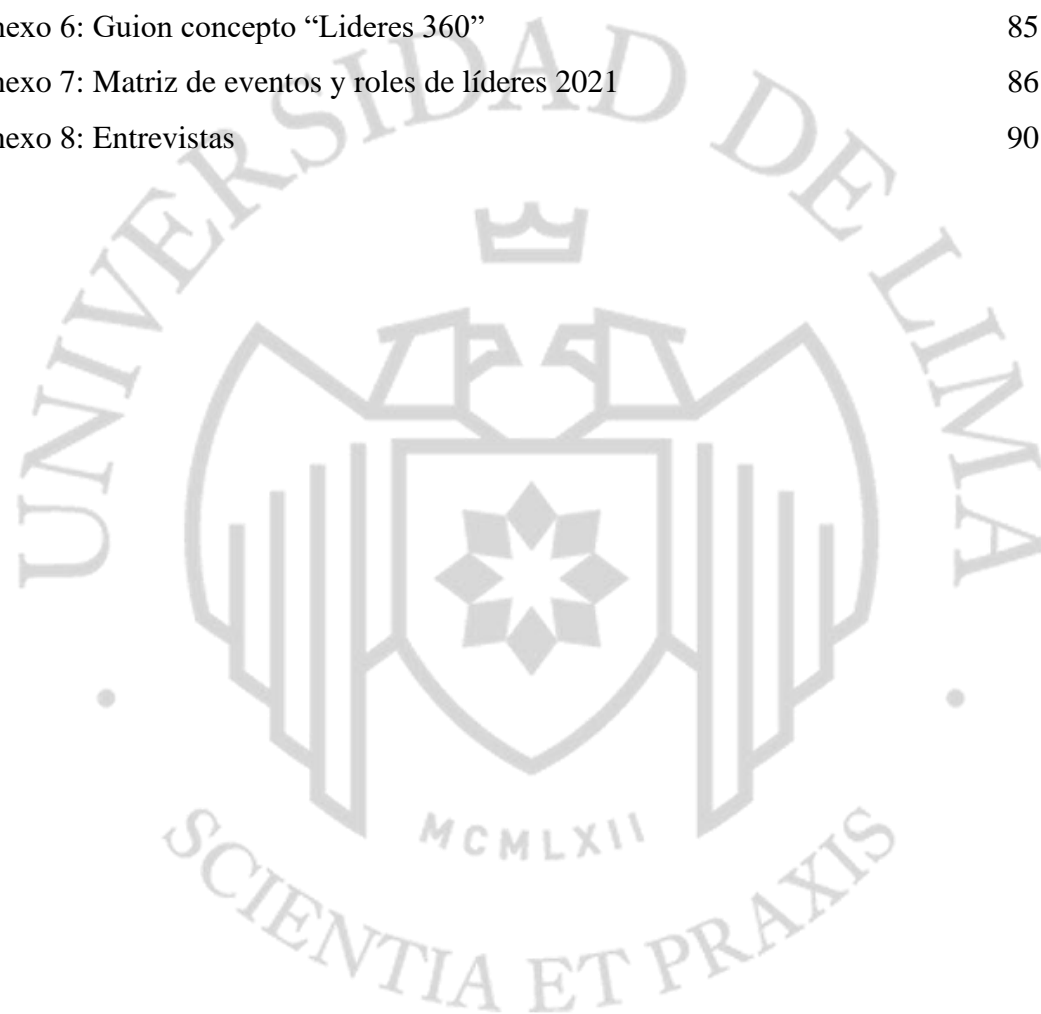 nexo 6: Guion concepto “Lideres 360” 85
nexo 7: Matriz de eventos y roles de líderes 2021 86
nexo 8: Entrevistas 90
UNIVERSIDAD DE LIMA
MCMLXII
SCIENTIA ET PRAXIS